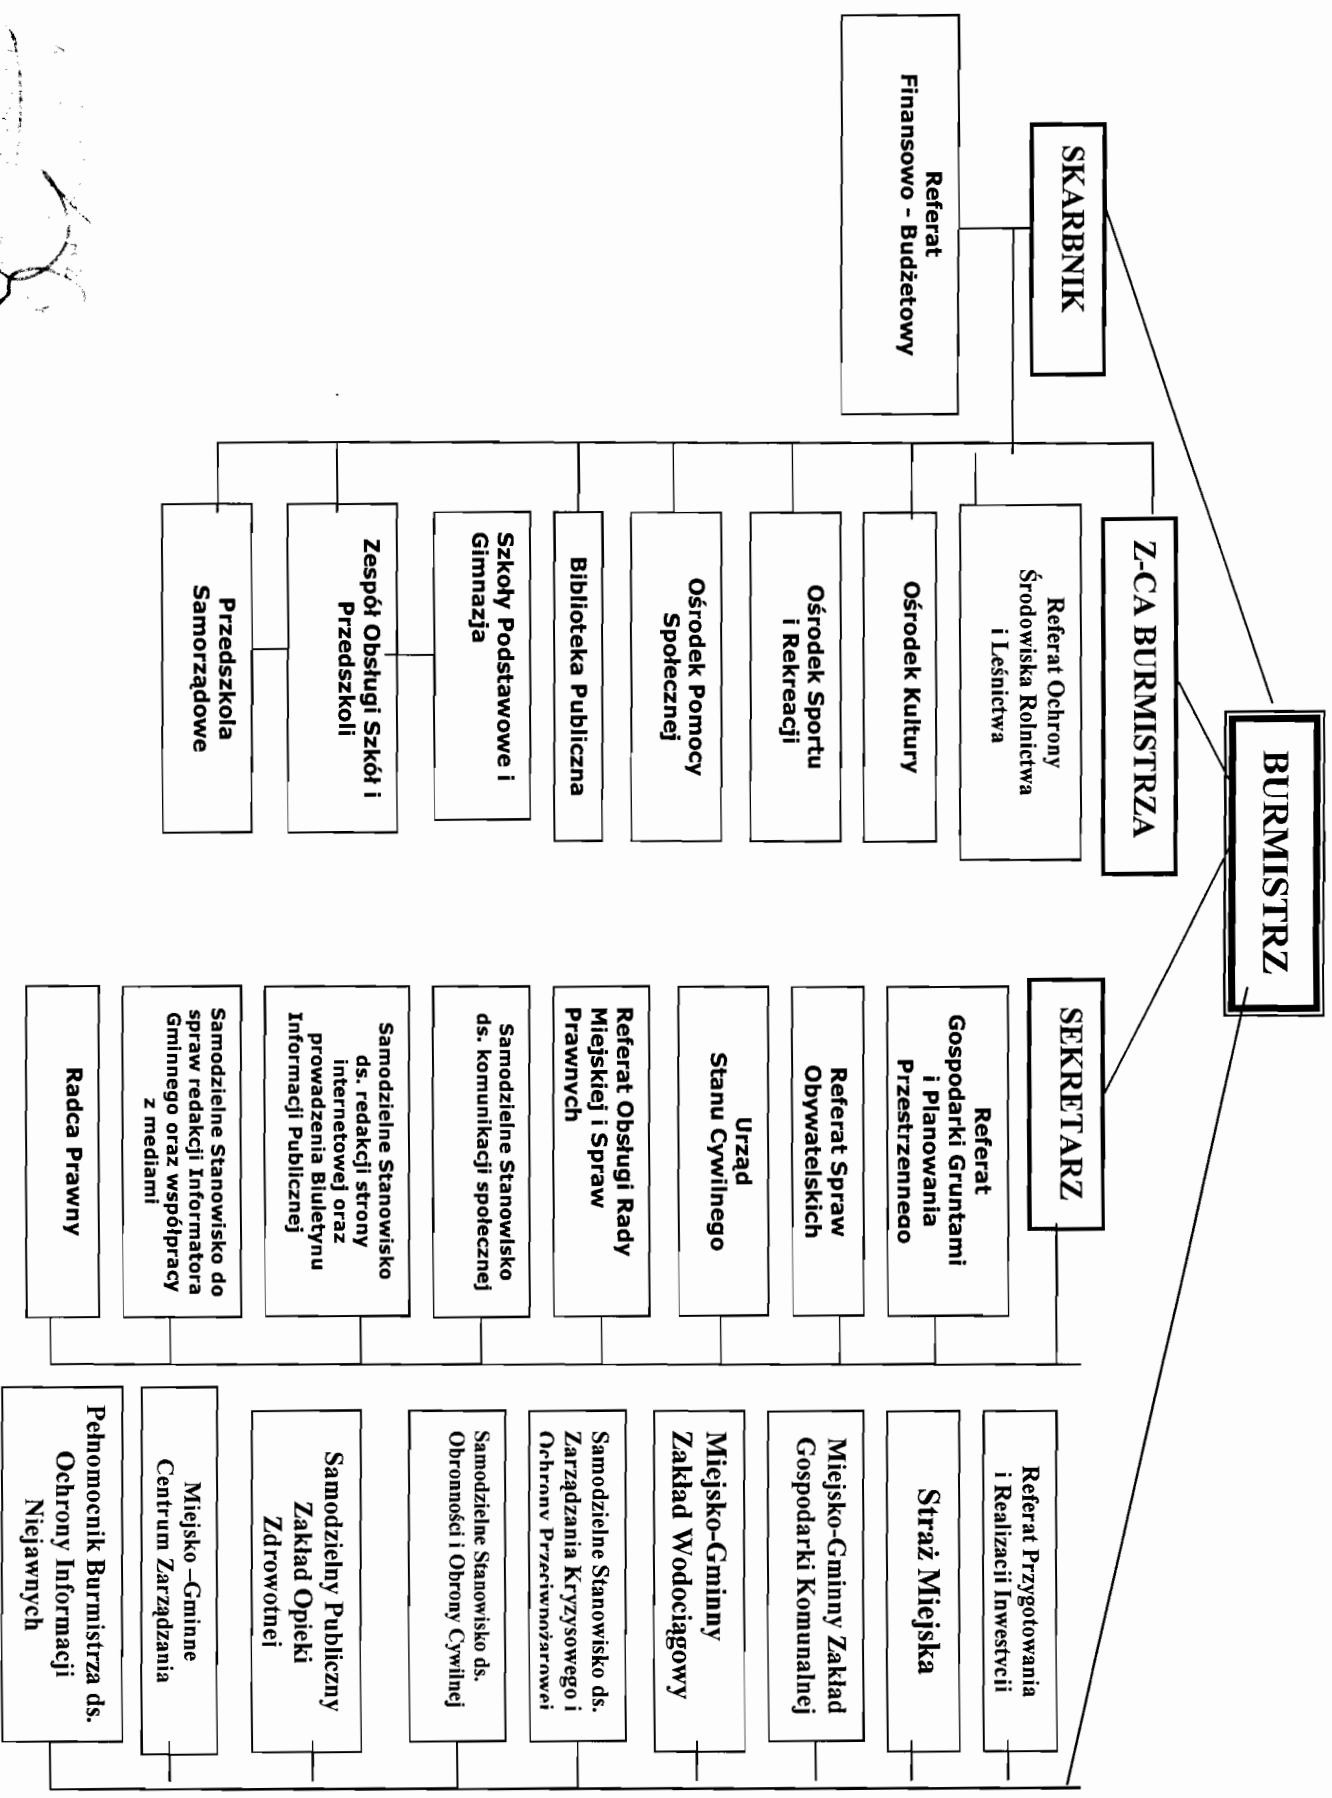 BURMISTRZ
SKARBNIK
Referat
Finansowo - Budżetowy
Z-CA BURMISTRZA
Referat Ochrony
Środowiska Rolnictwa
i Leśnictwa
Ośrodek Kultury
Ośrodek Sportu
i Rekreacji
Ośrodek Pomocy
Społecznej
Biblioteka Publiczna
Szkoły Podstawowe i
Gimnazja
Zespół Obsługi Szkół i
Przedszkoli
Przedszkola
Samorządowe
SEKRETARZ
Referat
Gospodarki Gruntami
i Planowania
Przestrzennego
Referat Spraw
Obywatelskich
Urząd
Stanu Cywilnego
Referat Obsługi Rady
Miejskiej i Spraw
Prawnych
Samodzielne Stanowisko
ds. komunikacji społecznej
Samodzielne Stanowisko
ds. redakcji strony
internetowej oraz
prowadzenia Biuletynu
Informacji Publicznej
Samodzielne Stanowisko do
spraw redakcji Informatora
Gminnego oraz współpracy
z mediami
Radca Prawny
Referat Przygotowania
i Realizacji Inwestycji
Straż Miejska
Miejsko-Gminny Zakład
Gospodarki Komunalnej
Miejsko-Gminny
Zakład Wodociągowy
Samodzielne Stanowisko ds.
Zarządzania Kryzysowego i
Ochrony Przeciwpożarowej
Samodzielne Stanowisko ds.
Obronności i Obrony Cywilnej
Samodzielny Publiczny
Zakład Opieki
Zdrowotnej
Miejsko –Gminne
Centrum Zarządzania
Pełnomocnik Burmistrza ds.
Ochrony Informacji
Niejawnych